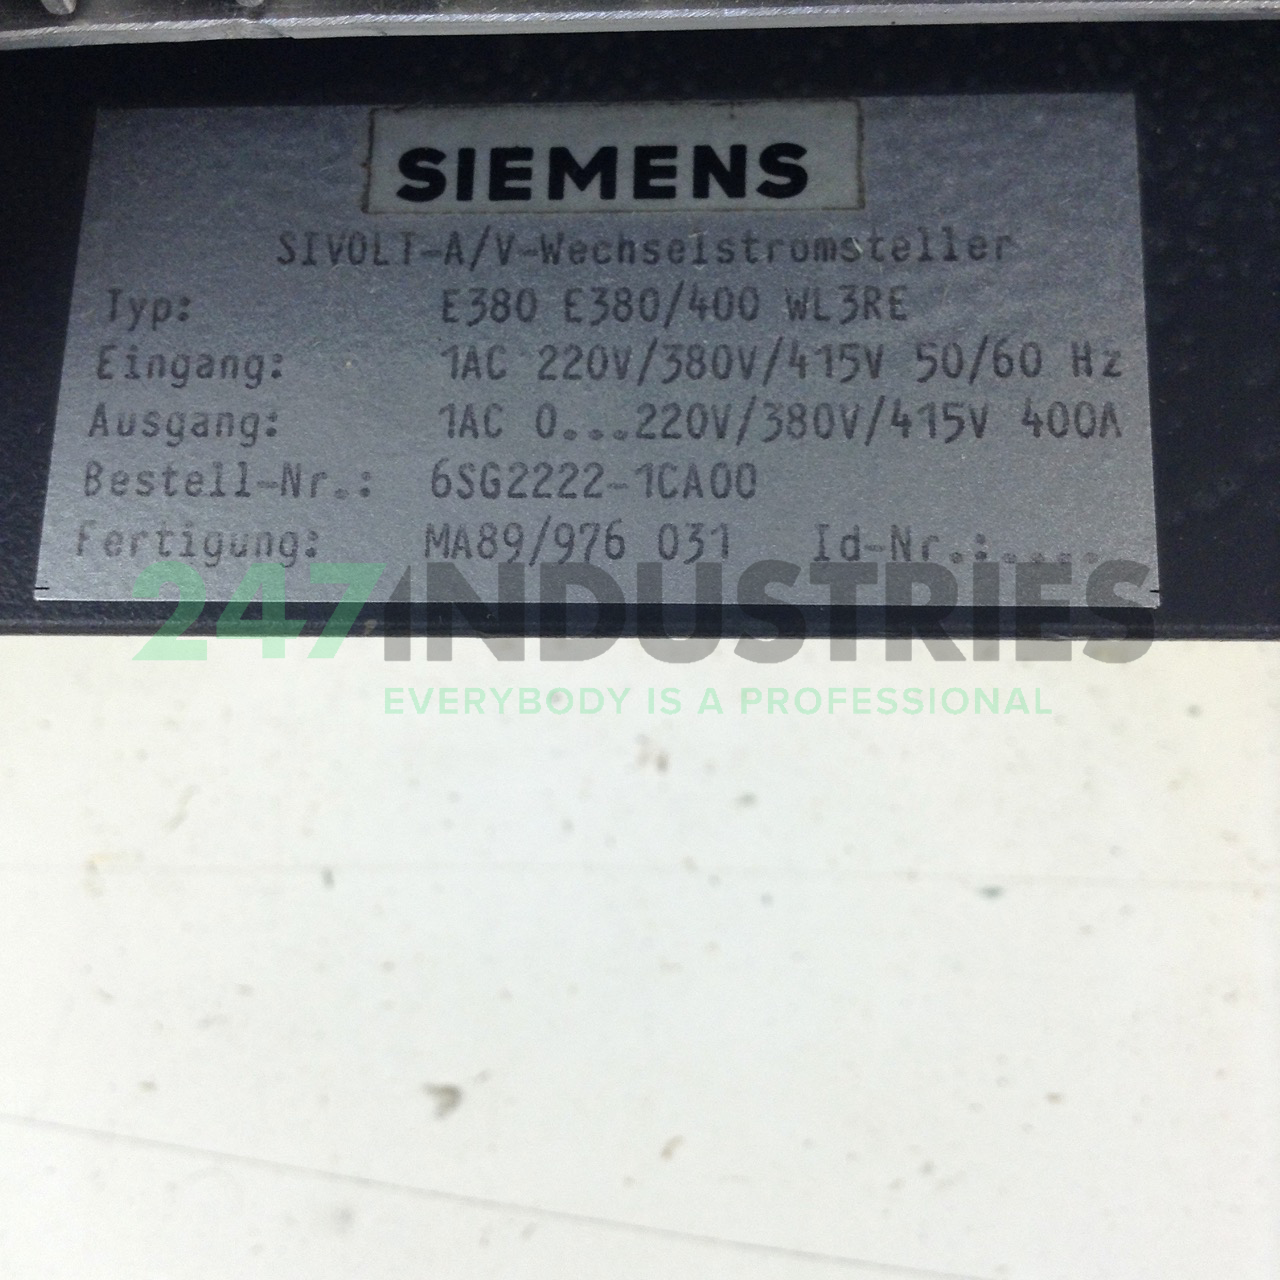 SIEMENS
SIVOLT-A/V-Wechselstromsteller
Typ: E380 E380/400 WL3RE
Eingang: 1AC 220V/380V/415V 50/60 Hz
Ausgang: 1AC 0...220V/380V/415V 400A
Bestell-Nr.: 6SG2222-1CA00
Fertigung: MA89/976 031 Id-Nr.:....
247INDUSTRIES
EVERYBODY IS A PROFESSIONAL